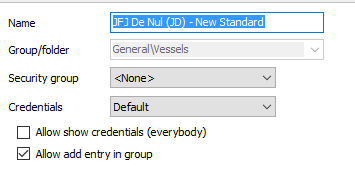 Name JFJ De Nul (JD) - New Standard
Group/folder General\Vessels
Security group <None>
Credentials Default
Allow show credentials (everybody)
Allow add entry in group